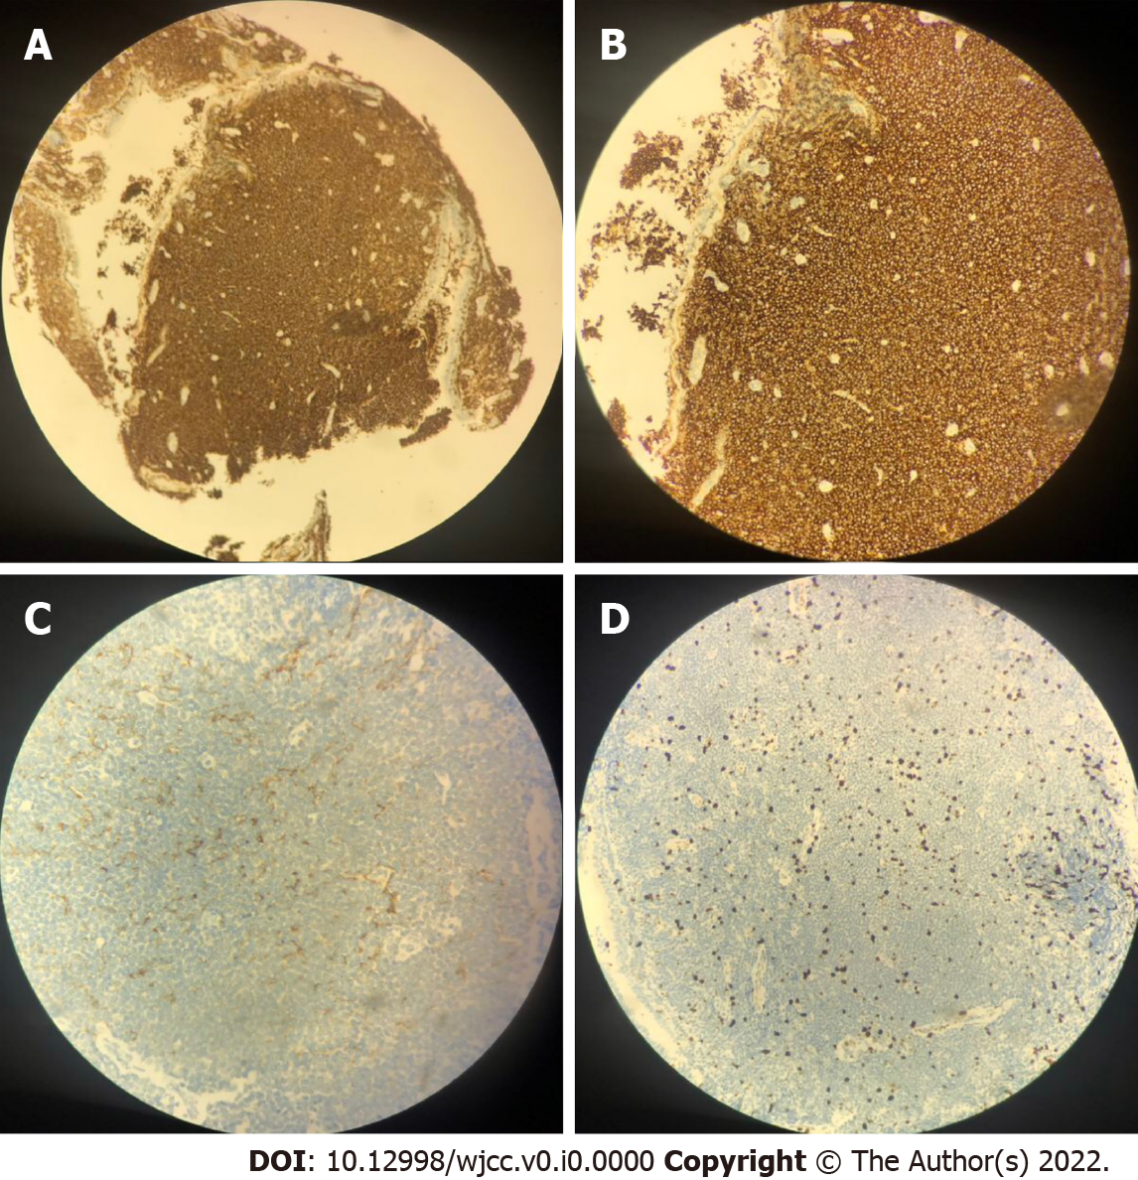 A
B
C
D
DOI: 10.12998/wjcc.v0.i0.0000 Copyright © The Author(s) 2022.